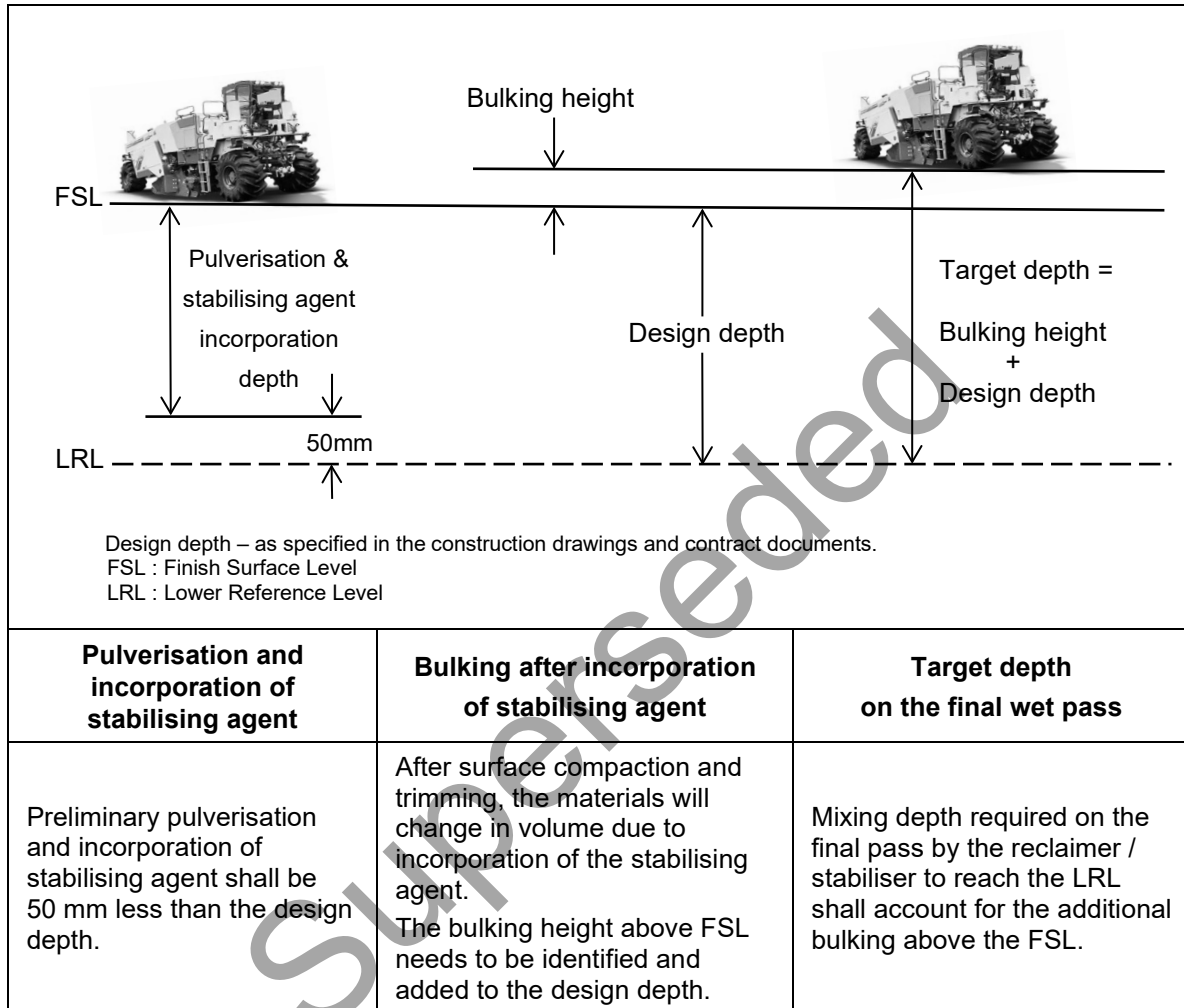 Bulking height
FSL
Pulverisation &
stabilising agent
incorporation
depth
Design depth
Target depth =
Bulking height
+
Design depth
50mm
LRL
Design depth – as specified in the construction drawings and contract documents.
FSL : Finish Surface Level
LRL : Lower Reference Level
Pulverisation and
incorporation of
stabilising agent
Bulking after incorporation
of stabilising agent
Target depth
on the final wet pass
Preliminary pulverisation
and incorporation of
stabilising agent shall be
50 mm less than the design
depth.
After surface compaction and
trimming, the materials will
change in volume due to
incorporation of the stabilising
agent.
The bulking height above FSL
needs to be identified and
added to the design depth.
Mixing depth required on the
final pass by the reclaimer /
stabiliser to reach the LRL
shall account for the additional
bulking above the FSL.
Superseded